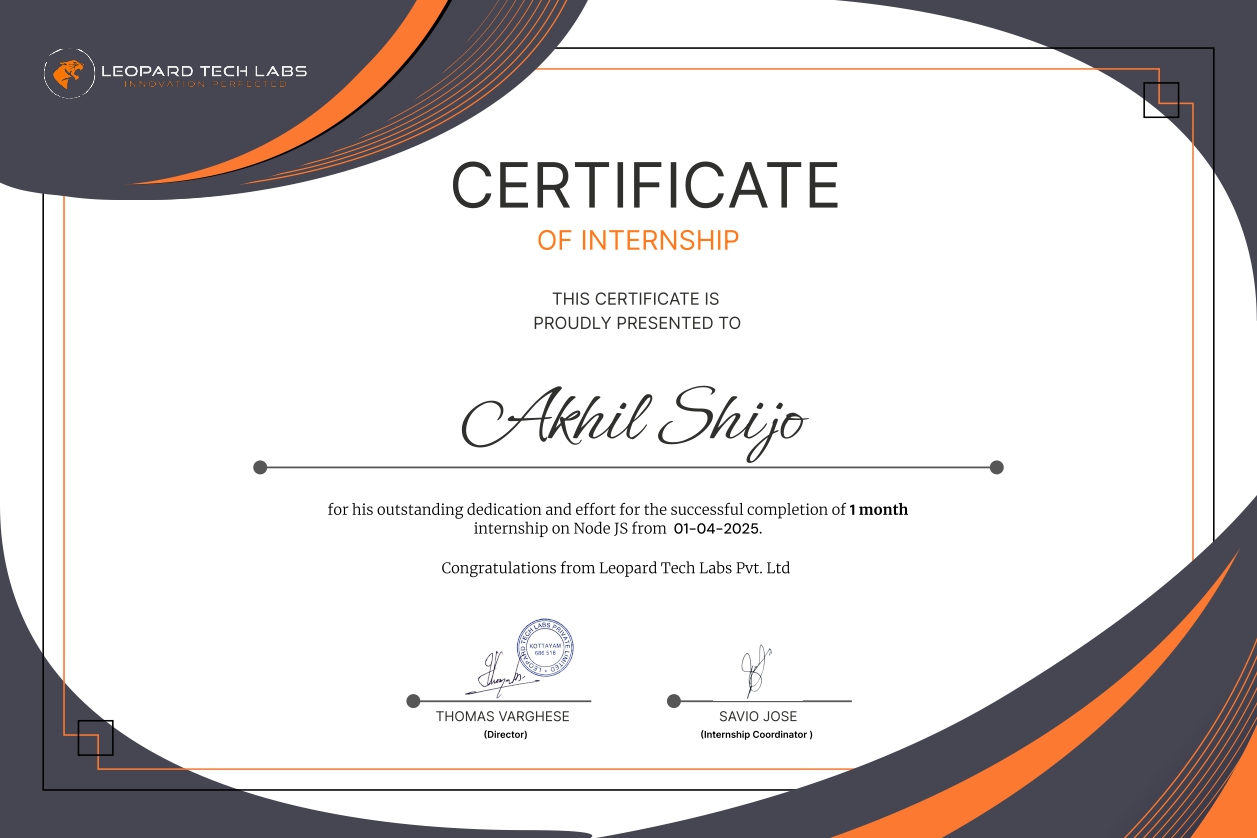 LEOPARD TECH LABS
INNOVATION PERFECTED
CERTIFICATE
OF INTERNSHIP
THIS CERTIFICATE IS
PROUDLY PRESENTED TO
Akhil Shijo
for his outstanding dedication and effort for the successful completion of 1 month
internship on Node JS from 01-04-2025.
Congratulations from Leopard Tech Labs Pvt. Ltd
LEOPARD TECH LABS PRIVATE LIMITED
KOTTAYAM
686 518
THOMAS VARGHESE
SAVIO JOSE
(Director)
(Internship Coordinator )